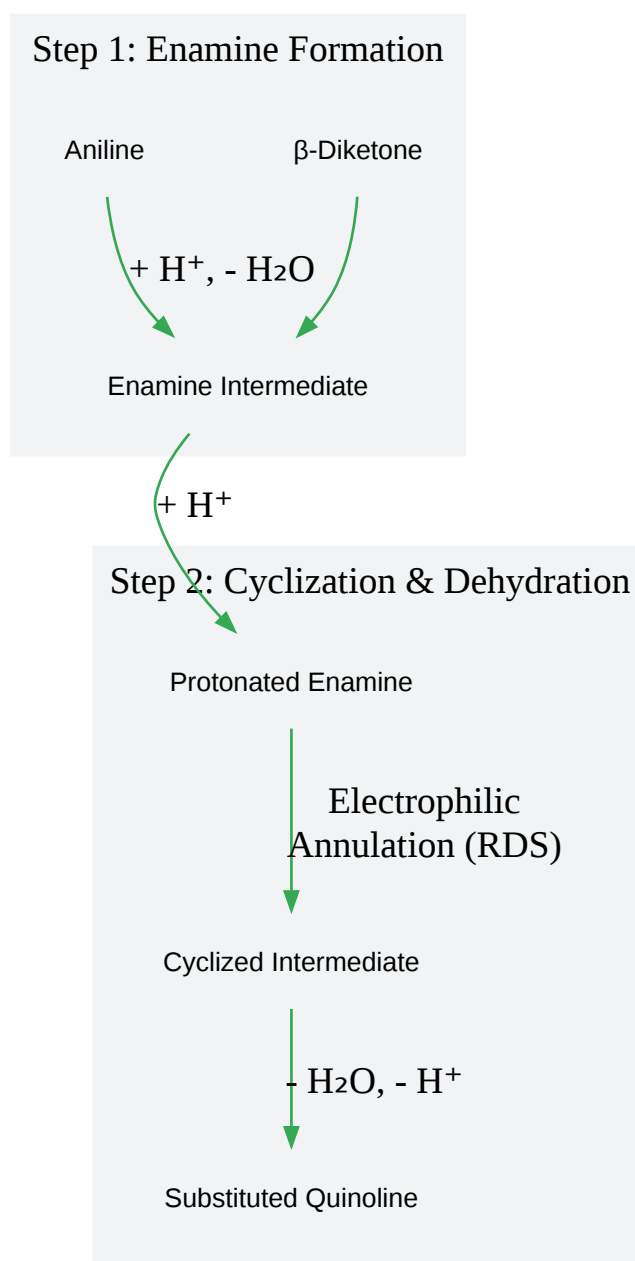 Step 1: Enamine Formation
Aniline
β-Diketone
+ H⁺, - H₂O
Enamine Intermediate
+ H⁺
Step 2: Cyclization & Dehydration
Protonated Enamine
Electrophilic
Annulation (RDS)
Cyclized Intermediate
- H₂O, - H⁺
Substituted Quinoline